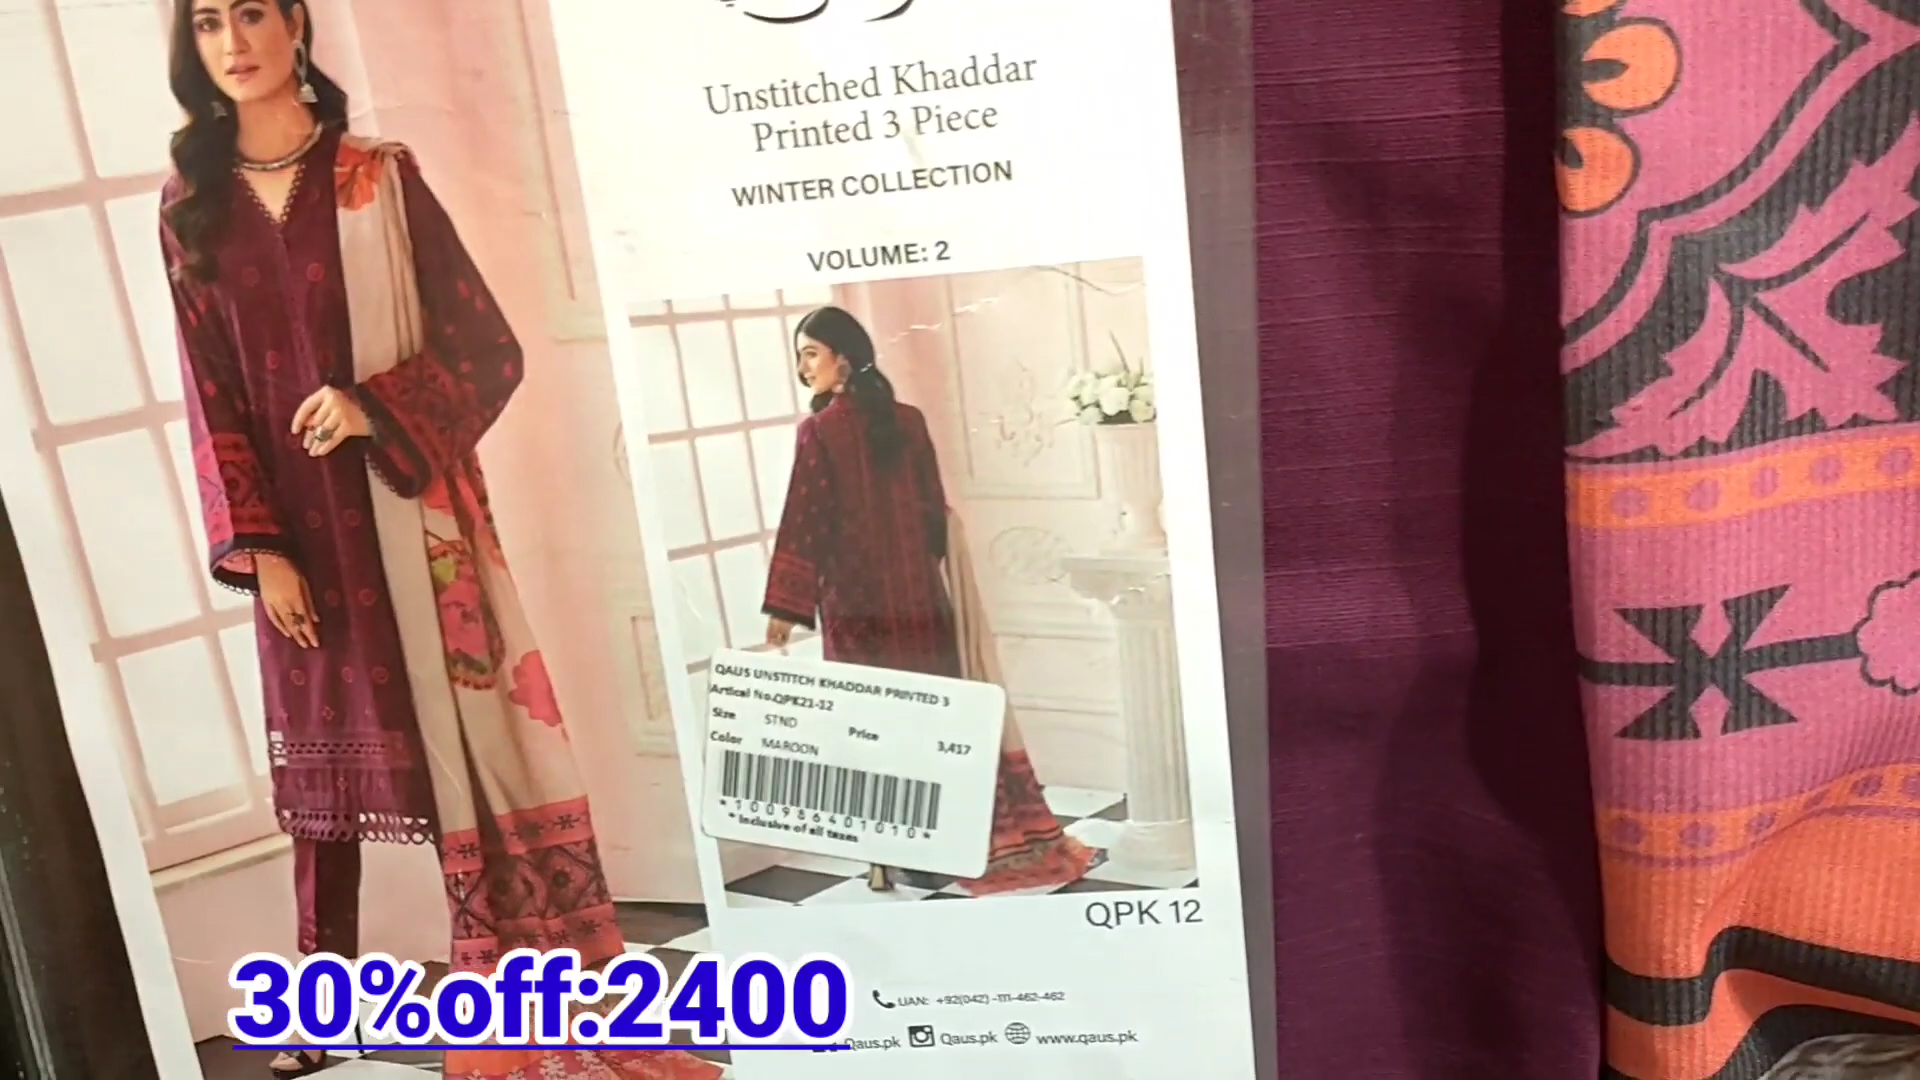 Unstitched Khaddar
Printed 3 Piece
WINTER COLLECTION
VOLUME: 2
QAUS UNSTITCH KHADDAR PRINTED 3
Artical No.QPK21-12
Size STND
Price 3,417
Color MAROON
*100986401010*
*Inclusive of all taxes
QPK 12
30%off:2400
UAN: +92(042) -111-462-462
Qaus.pk Qaus.pk www.qaus.pk